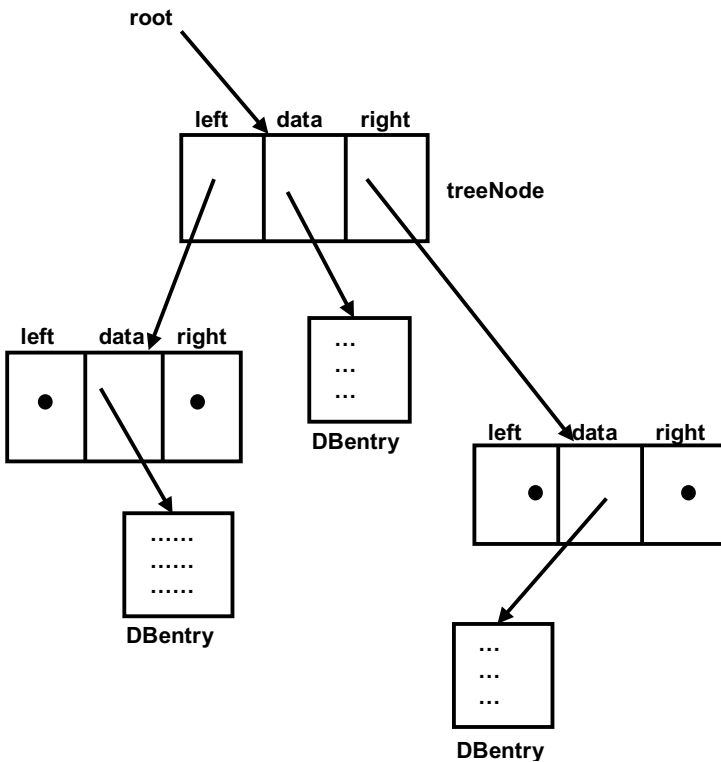 root
left data right
treeNode
left data right
...
...
...
DBentry
left data right
......
......
......
DBentry
...
...
...
DBentry